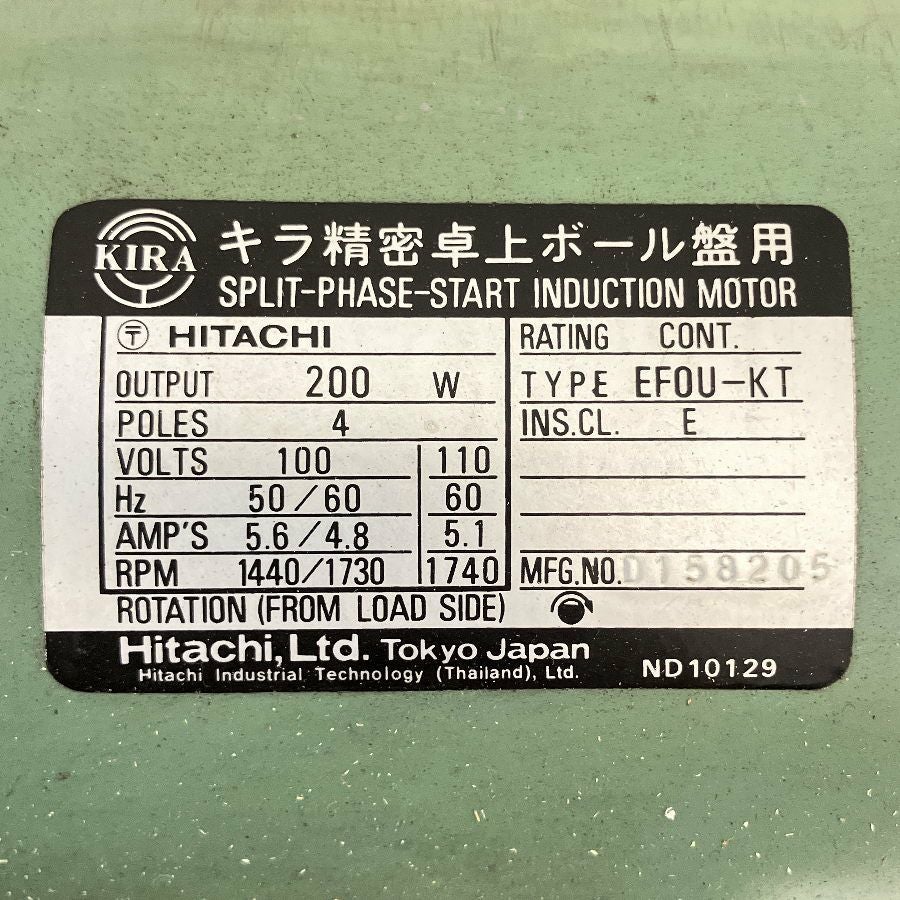 KIRA キラ精密卓上ボール盤用
SPLIT-PHASE-START INDUCTION MOTOR
〶 HITACHI
OUTPUT 200 W
POLES 4
VOLTS 100 110
Hz 50/60 60
AMP'S 5.6/4.8 5.1
RPM 1440/1730 1740
RATING CONT.
TYPE EFOU-KT
INS.CL. E
MFG.NO. D158205
ROTATION (FROM LOAD SIDE)
Hitachi, Ltd. Tokyo Japan
Hitachi Industrial Technology (Thailand), Ltd.
ND10129